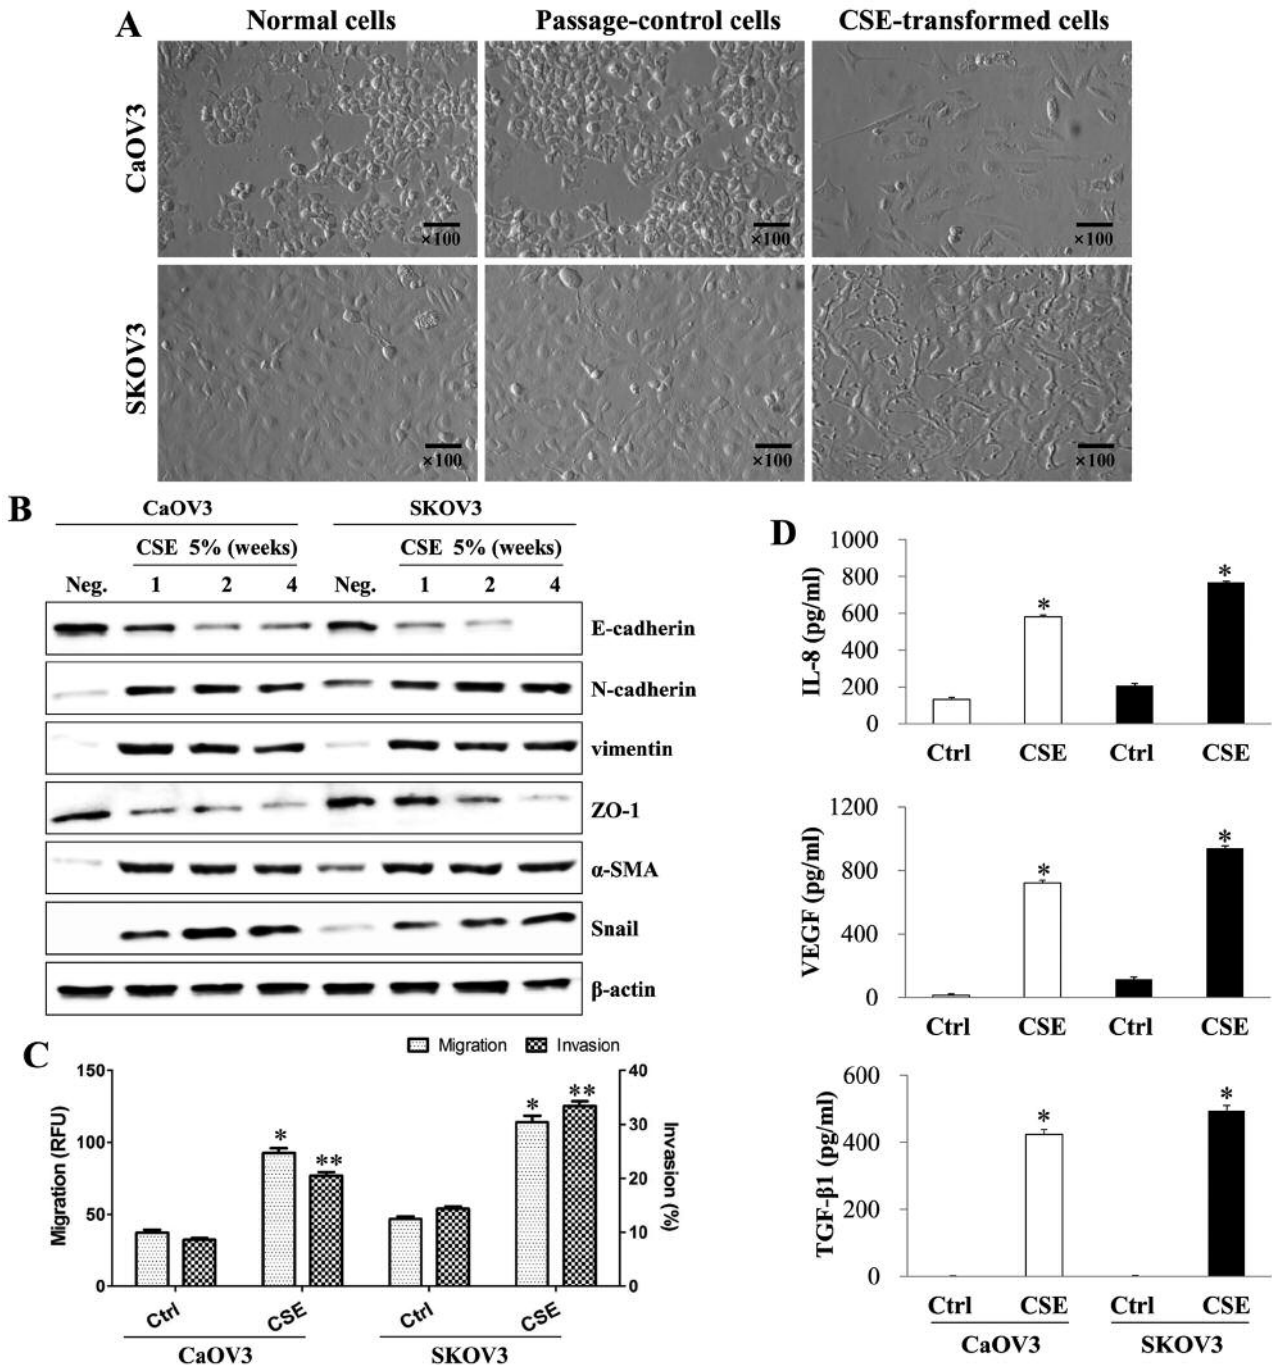 A
Normal cells
Passage-control cells
CSE-transformed cells
CaOV3
×100
×100
×100
SKOV3
×100
×100
×100
B
CaOV3
SKOV3
CSE 5% (weeks)
CSE 5% (weeks)
Neg. 1 2 4 Neg. 1 2 4
E-cadherin
N-cadherin
vimentin
ZO-1
α-SMA
Snail
β-actin
C
Migration
Invasion
Migration (RFU)
150
100
50
0
Invasion (%)
40
30
20
10
0
*
**
*
**
Ctrl
CSE
Ctrl
CSE
CaOV3
SKOV3
D
IL-8 (pg/ml)
1000
800
600
400
200
0
*
*
Ctrl CSE Ctrl CSE
VEGF (pg/ml)
1200
800
400
0
*
*
Ctrl CSE Ctrl CSE
TGF-β1 (pg/ml)
600
400
200
0
*
*
Ctrl CSE Ctrl CSE
CaOV3
SKOV3